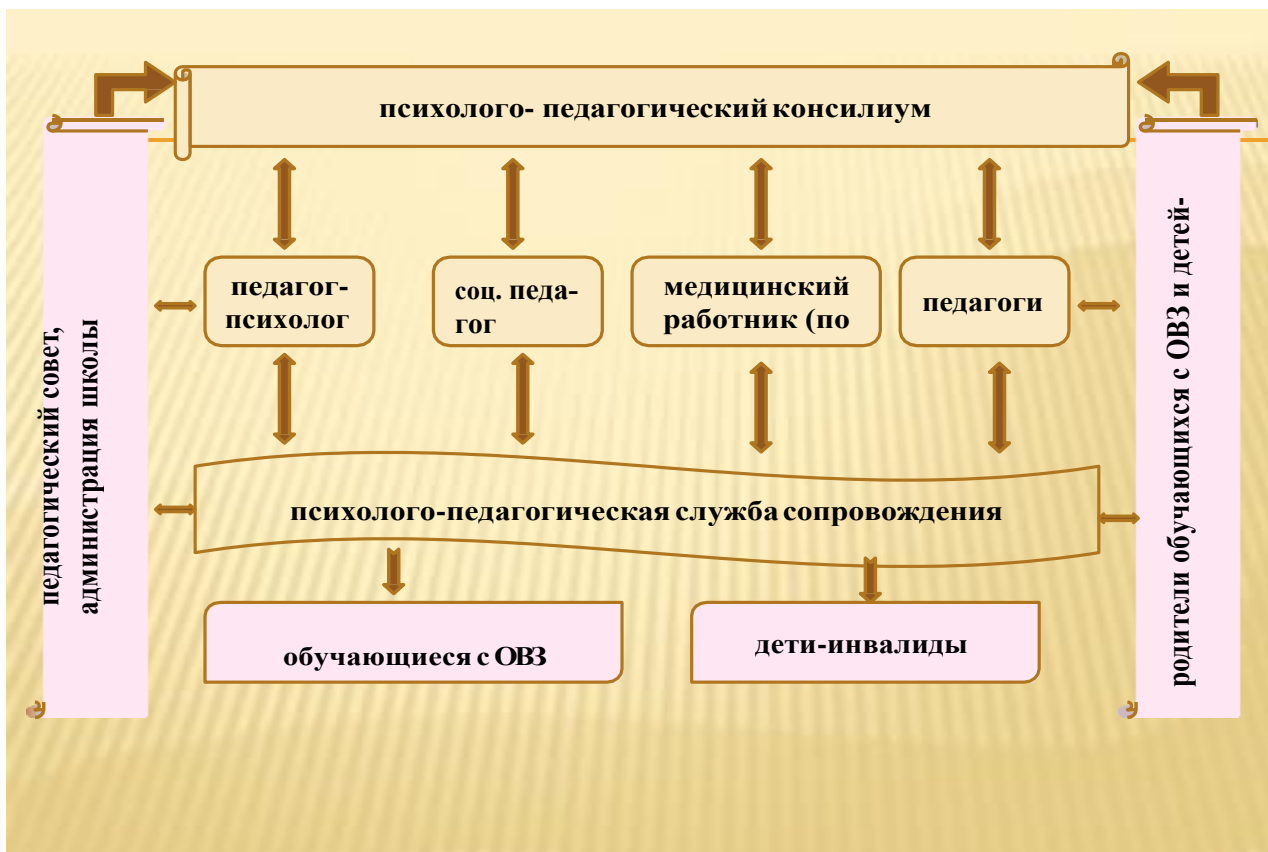 психолого- педагогический консилиум
педагог-
психолог
соц. педа-
гог
медицинский
работник (по
педагоги
педагогический совет,
администрация школы
родители обучающихся с ОВЗ и детей-
психолого-педагогическая служба сопровождения
обучающиеся с ОВЗ
дети-инвалиды